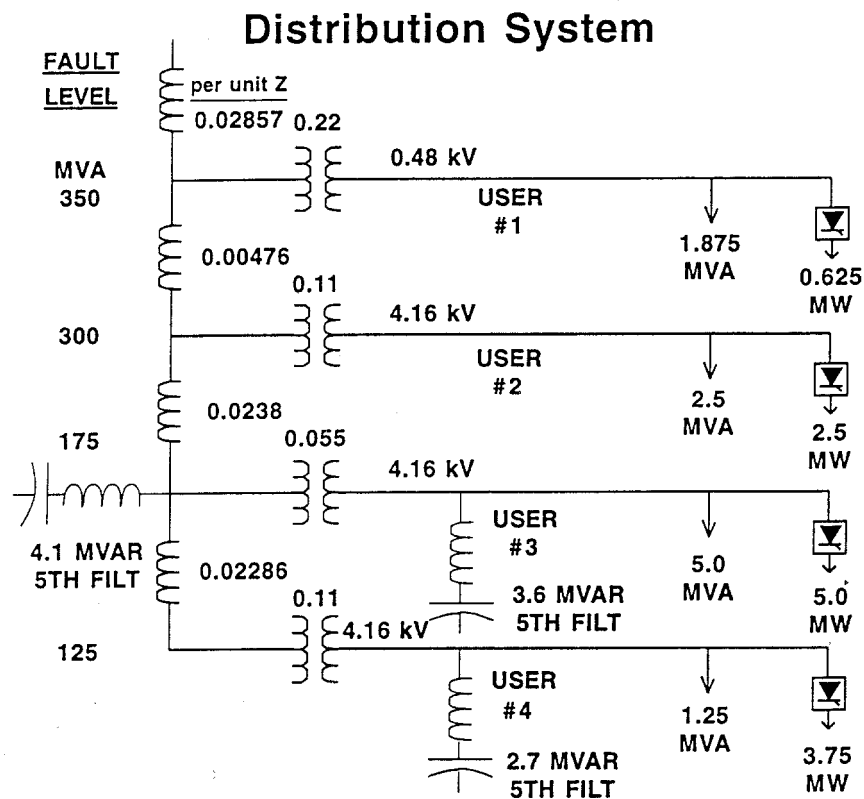 Distribution System
FAULT
LEVEL
per unit Z
0.02857
0.22
0.48 kV
MVA
350
USER
#1
1.875
MVA
0.625
MW
0.00476
0.11
4.16 kV
300
USER
#2
2.5
MVA
2.5
MW
0.0238
175
0.055
4.16 kV
USER
#3
4.1 MVAR
5TH FILT
0.02286
3.6 MVAR
5TH FILT
5.0
MVA
5.0
MW
0.11
4.16 kV
125
USER
#4
1.25
MVA
2.7 MVAR
5TH FILT
3.75
MW